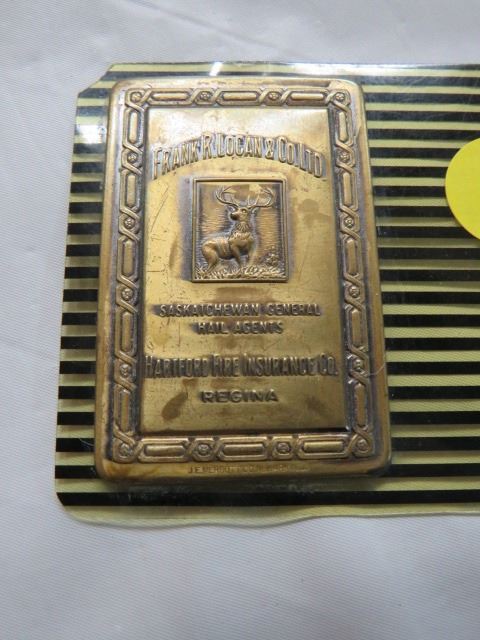 FRANK R. LOGAN & CO. LTD
SASKATCHEWAN GENERAL
HAIL AGENTS
HARTFORD FIRE INSURANCE CO.
REGINA